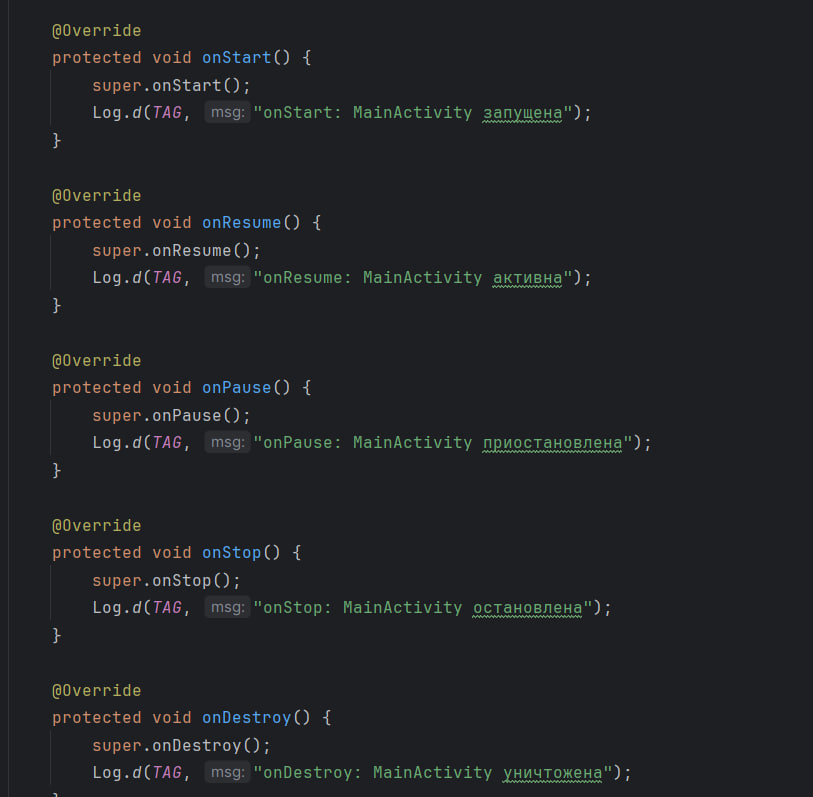 @Override
protected void onStart() {
super.onStart();
Log.d(TAG, msg: "onStart: MainActivity запущена");
}
@Override
protected void onResume() {
super.onResume();
Log.d(TAG, msg: "onResume: MainActivity активна");
}
@Override
protected void onPause() {
super.onPause();
Log.d(TAG, msg: "onPause: MainActivity приостановлена");
}
@Override
protected void onStop() {
super.onStop();
Log.d(TAG, msg: "onStop: MainActivity остановлена");
}
@Override
protected void onDestroy() {
super.onDestroy();
Log.d(TAG, msg: "onDestroy: MainActivity уничтожена");
}